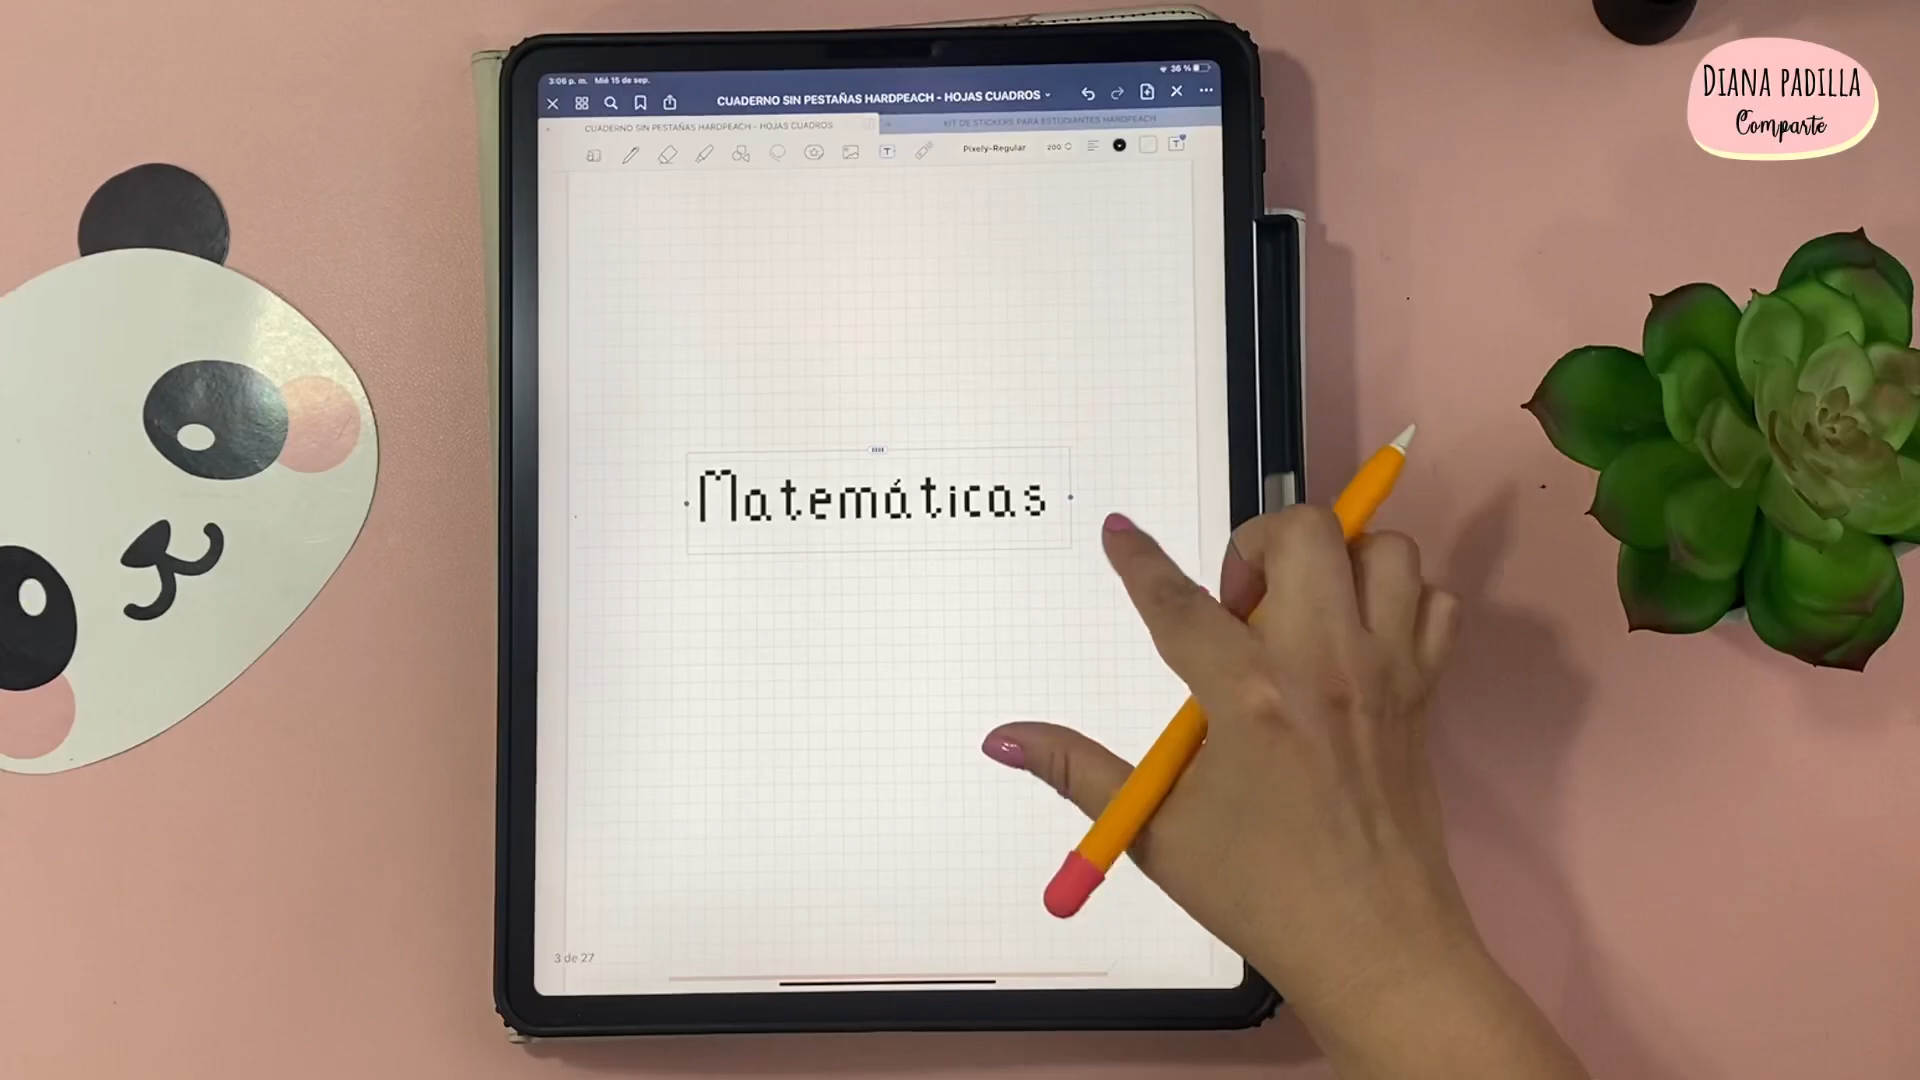 3:06 p. m. Mié 15 de sep.
36 %
CUADERNO SIN PESTAÑAS HARDPEACH - HOJAS CUADROS
CUADERNO SIN PESTAÑAS HARDPEACH - HOJAS CUADROS
KIT DE STICKERS PARA ESTUDIANTES HARDPEACH
Pixely-Regular
200
T
T
Matemáticas
3 de 27
DIANA PADILLA
Comparte